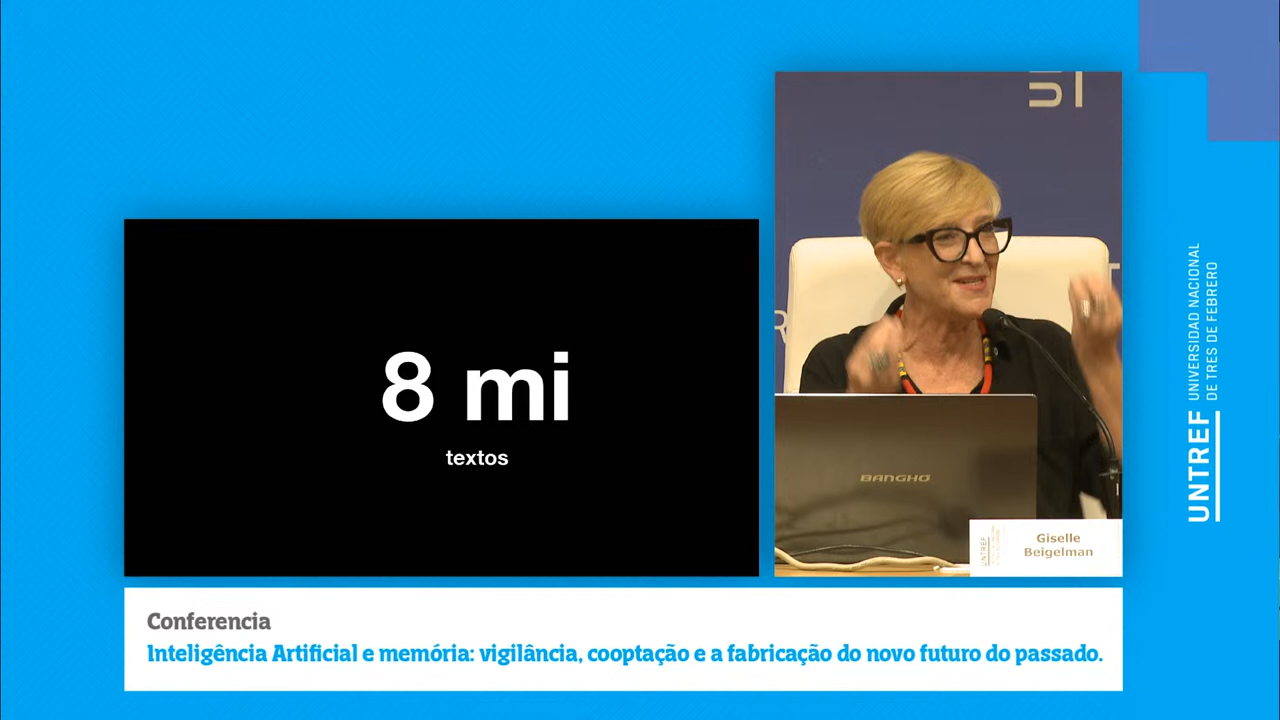 8 mi
textos
BANGHO
Giselle
Beigelman
UNTREF
Conferencia
Inteligência Artificial e memória: vigilância, cooptação e a fabricação do novo futuro do passado.
UNTREF
UNIVERSIDAD NACIONAL
DE TRES DE FEBRERO